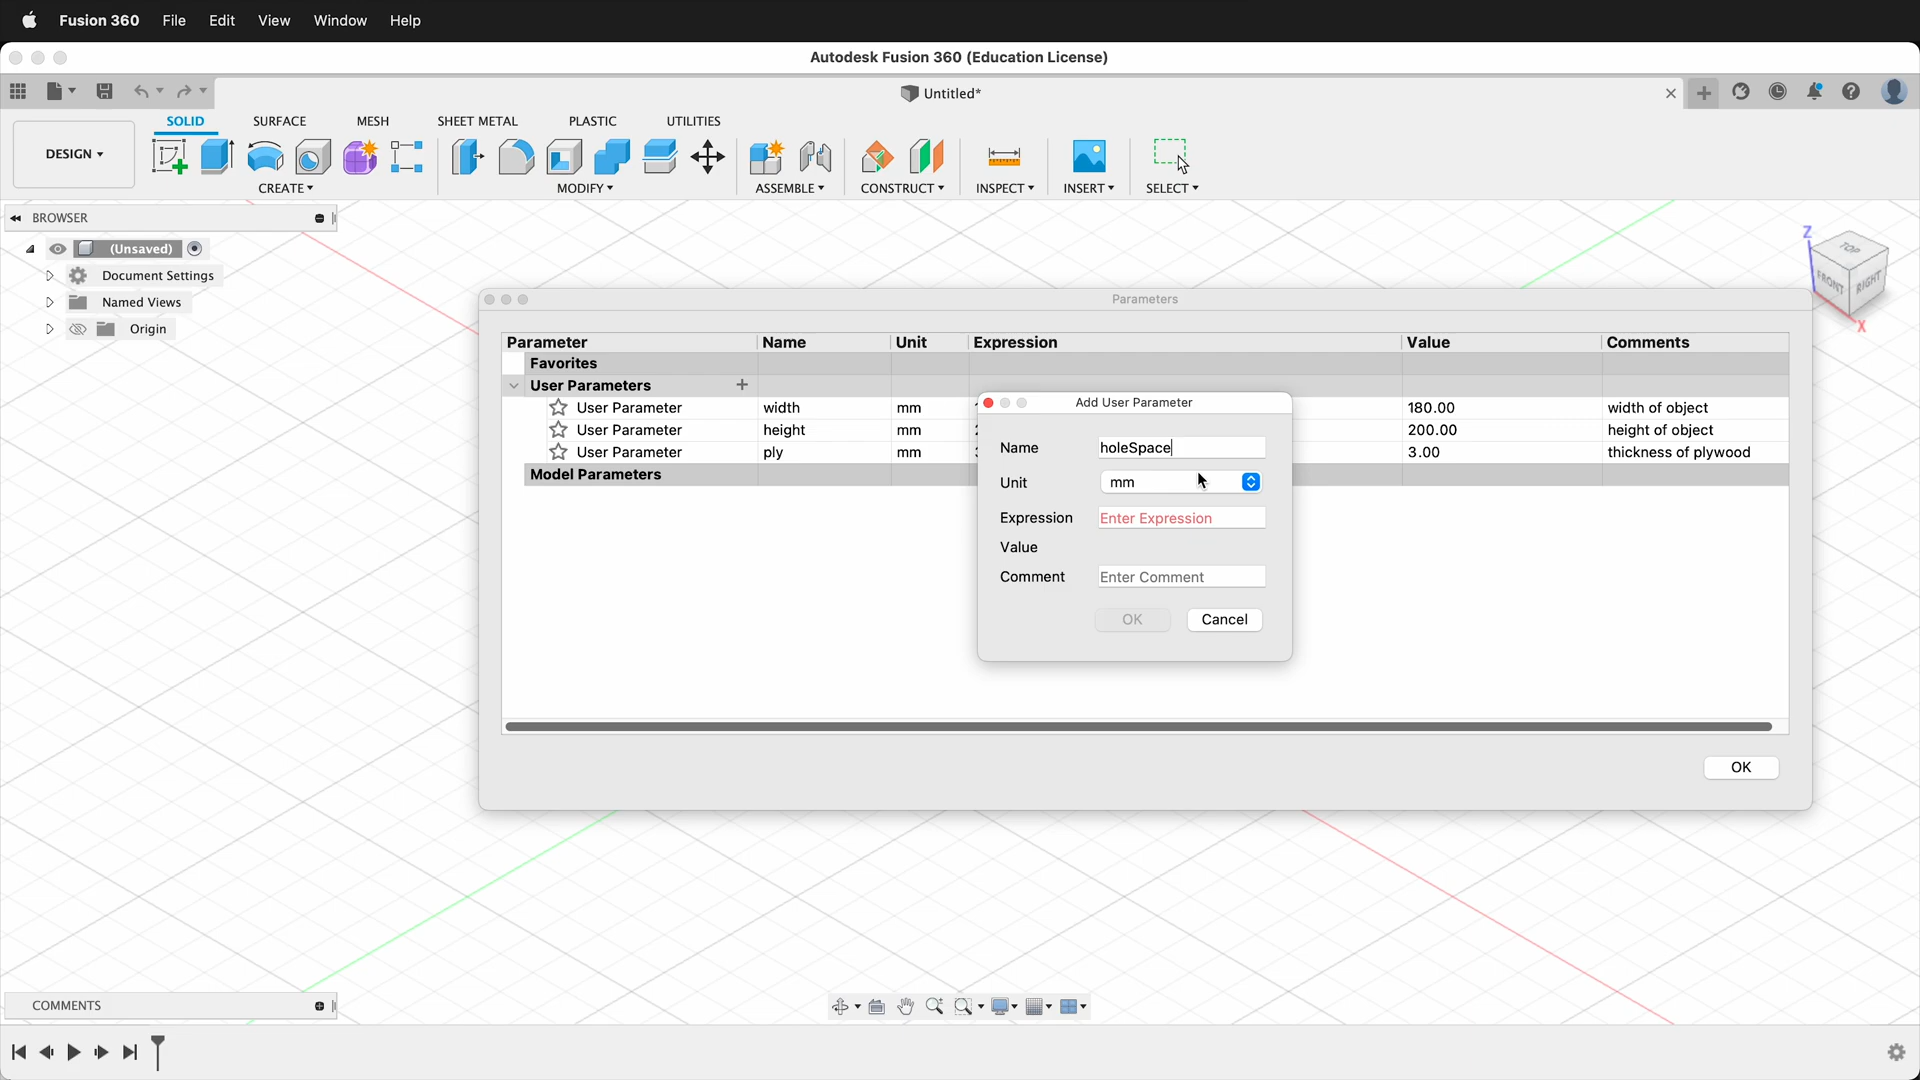 Fusion 360 File Edit View Window Help
Autodesk Fusion 360 (Education License)
Untitled*
SOLID SURFACE MESH SHEET METAL PLASTIC UTILITIES
DESIGN
CREATE MODIFY ASSEMBLE CONSTRUCT INSPECT INSERT SELECT
BROWSER
(Unsaved)
Document Settings
Named Views
Origin
Z
TOP
FRONT
RIGHT
X
Parameters
Parameter Name Unit Expression Value Comments
Favorites
User Parameters +
User Parameter width mm 180.00 width of object
User Parameter height mm 200.00 height of object
User Parameter ply mm 3.00 thickness of plywood
Model Parameters
Add User Parameter
Name holeSpace
Unit mm
Expression Enter Expression
Value
Comment Enter Comment
OK Cancel
OK
COMMENTS